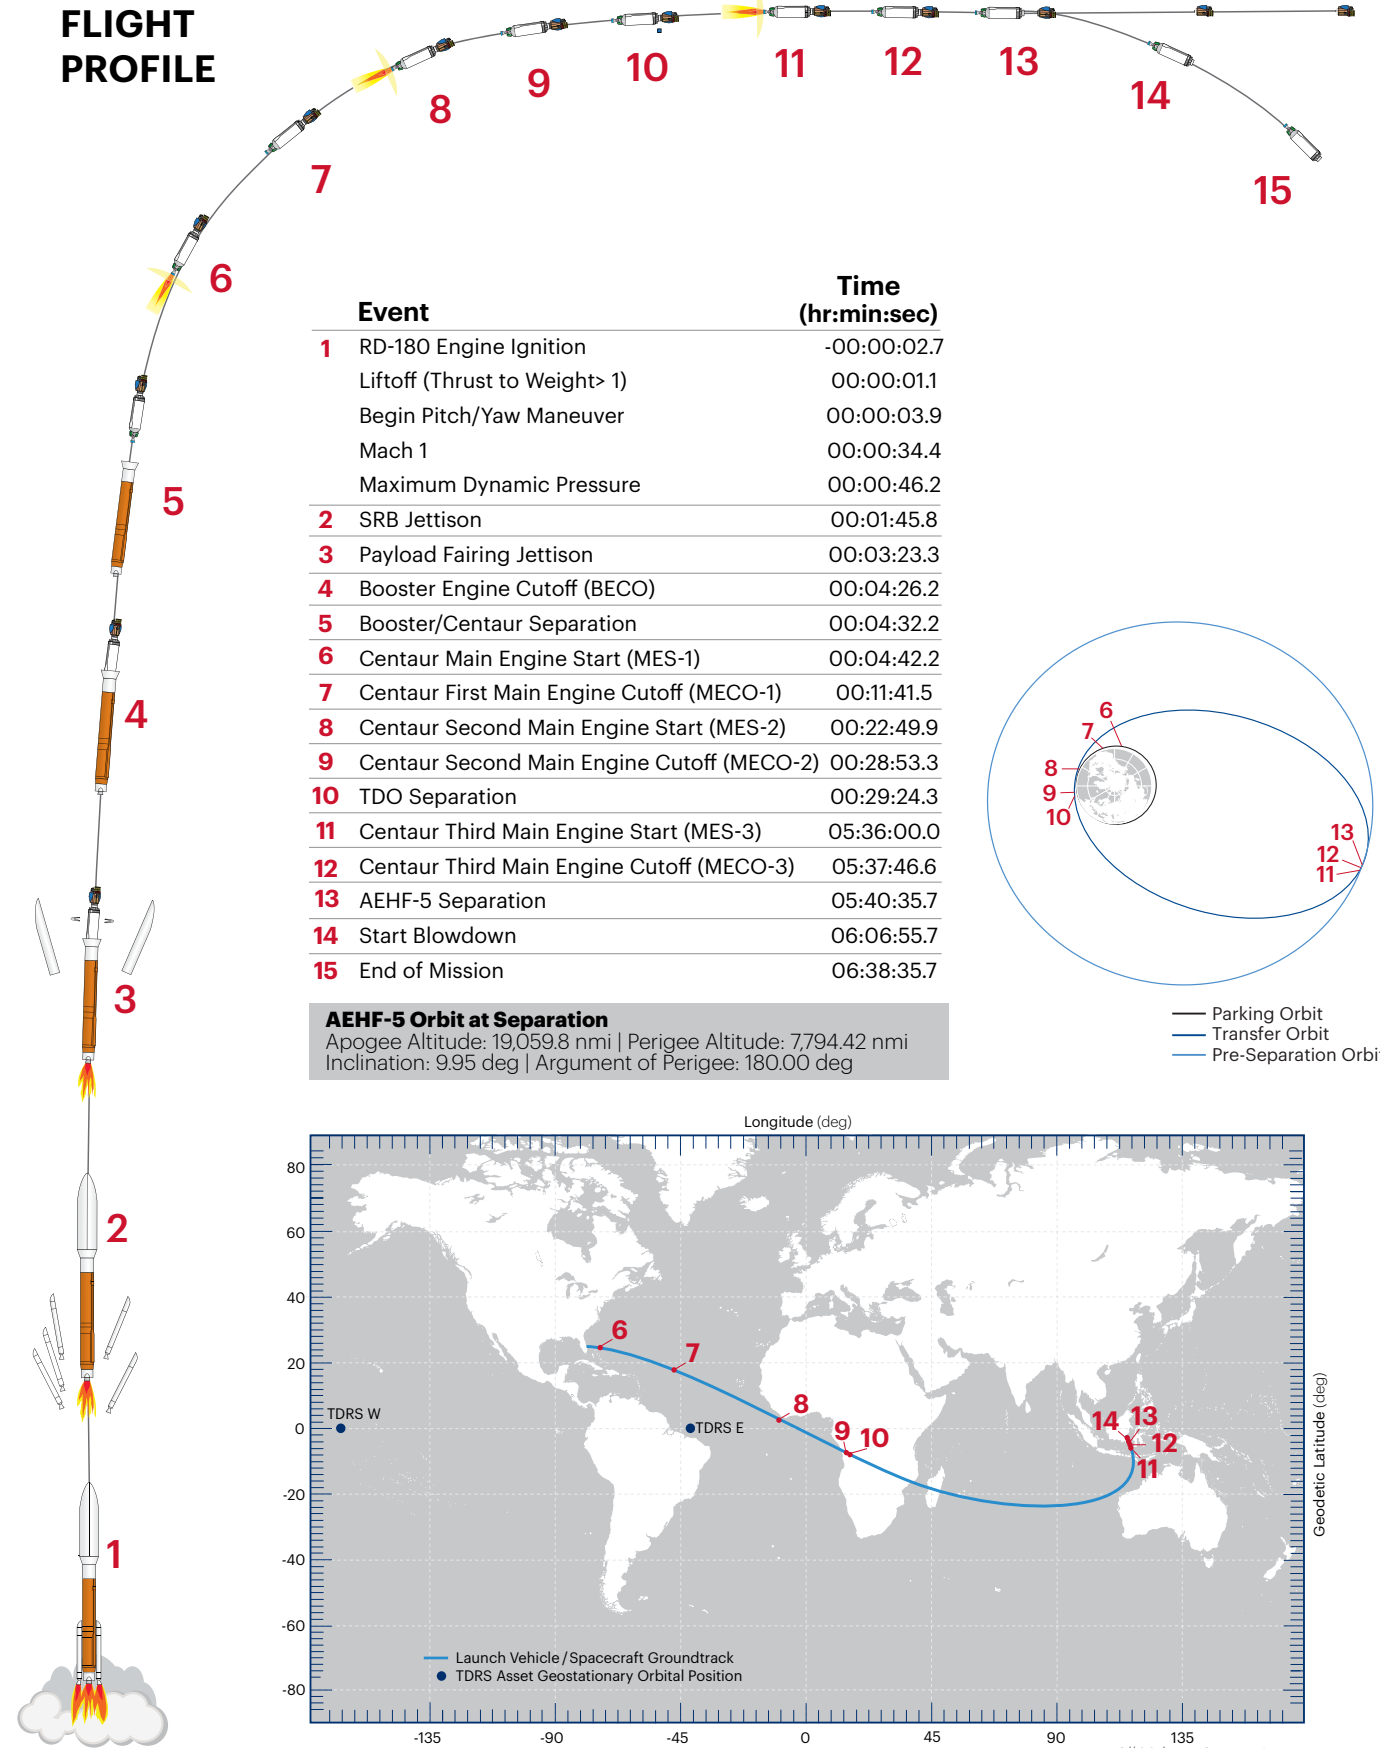 FLIGHT
PROFILE
1
2
3
4
5
6
7
8
9
10
11
12
13
14
15
Event Time (hr:min:sec)
1 RD-180 Engine Ignition -00:00:02.7
Liftoff (Thrust to Weight> 1) 00:00:01.1
Begin Pitch/Yaw Maneuver 00:00:03.9
Mach 1 00:00:34.4
Maximum Dynamic Pressure 00:00:46.2
2 SRB Jettison 00:01:45.8
3 Payload Fairing Jettison 00:03:23.3
4 Booster Engine Cutoff (BECO) 00:04:26.2
5 Booster/Centaur Separation 00:04:32.2
6 Centaur Main Engine Start (MES-1) 00:04:42.2
7 Centaur First Main Engine Cutoff (MECO-1) 00:11:41.5
8 Centaur Second Main Engine Start (MES-2) 00:22:49.9
9 Centaur Second Main Engine Cutoff (MECO-2) 00:28:53.3
10 TDO Separation 00:29:24.3
11 Centaur Third Main Engine Start (MES-3) 05:36:00.0
12 Centaur Third Main Engine Cutoff (MECO-3) 05:37:46.6
13 AEHF-5 Separation 05:40:35.7
14 Start Blowdown 06:06:55.7
15 End of Mission 06:38:35.7
AEHF-5 Orbit at Separation
Apogee Altitude: 19,059.8 nmi | Perigee Altitude: 7,794.42 nmi
Inclination: 9.95 deg | Argument of Perigee: 180.00 deg
6
7
8
9
10
13
12
11
Parking Orbit
Transfer Orbit
Pre-Separation Orbi
Longitude (deg)
80
60
40
20
0
-20
-40
-60
-80
6
7
8
9 10
14 13
12
11
TDRS W
TDRS E
Geodetic Latitude (deg)
Launch Vehicle/Spacecraft Groundtrack
TDRS Asset Geostationary Orbital Position
-135 -90 -45 0 45 90 135